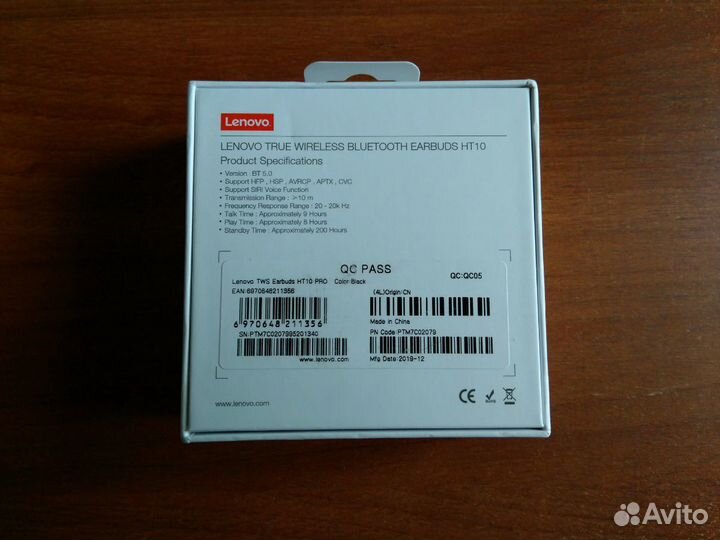 Lenovo.
LENOVO TRUE WIRELESS BLUETOOTH EARBUDS HT10
Product Specifications
• Version : BT 5.0
• Support HFP , HSP , AVRCP , APTX , CVC
• Support SIRI Voice Function
• Transmission Range : ≥10 m
• Frequency Response Range : 20 - 20k Hz
• Talk Time : Approximately 9 Hours
• Play Time : Approximately 8 Hours
• Standby Time : Approximately 200 Hours
QC PASS
QC:QC05
Lenovo TWS Earbuds HT10 PRO Color:Black
EAN:6970648211356
(4L)Origin:CN
6 970648 211356
Made in China
SN:PTM7C0207995201340
PN Code:PTM7C02079
www.lenovo.com
Mfg Date:2019-12
www.lenovo.com
CE
Avito